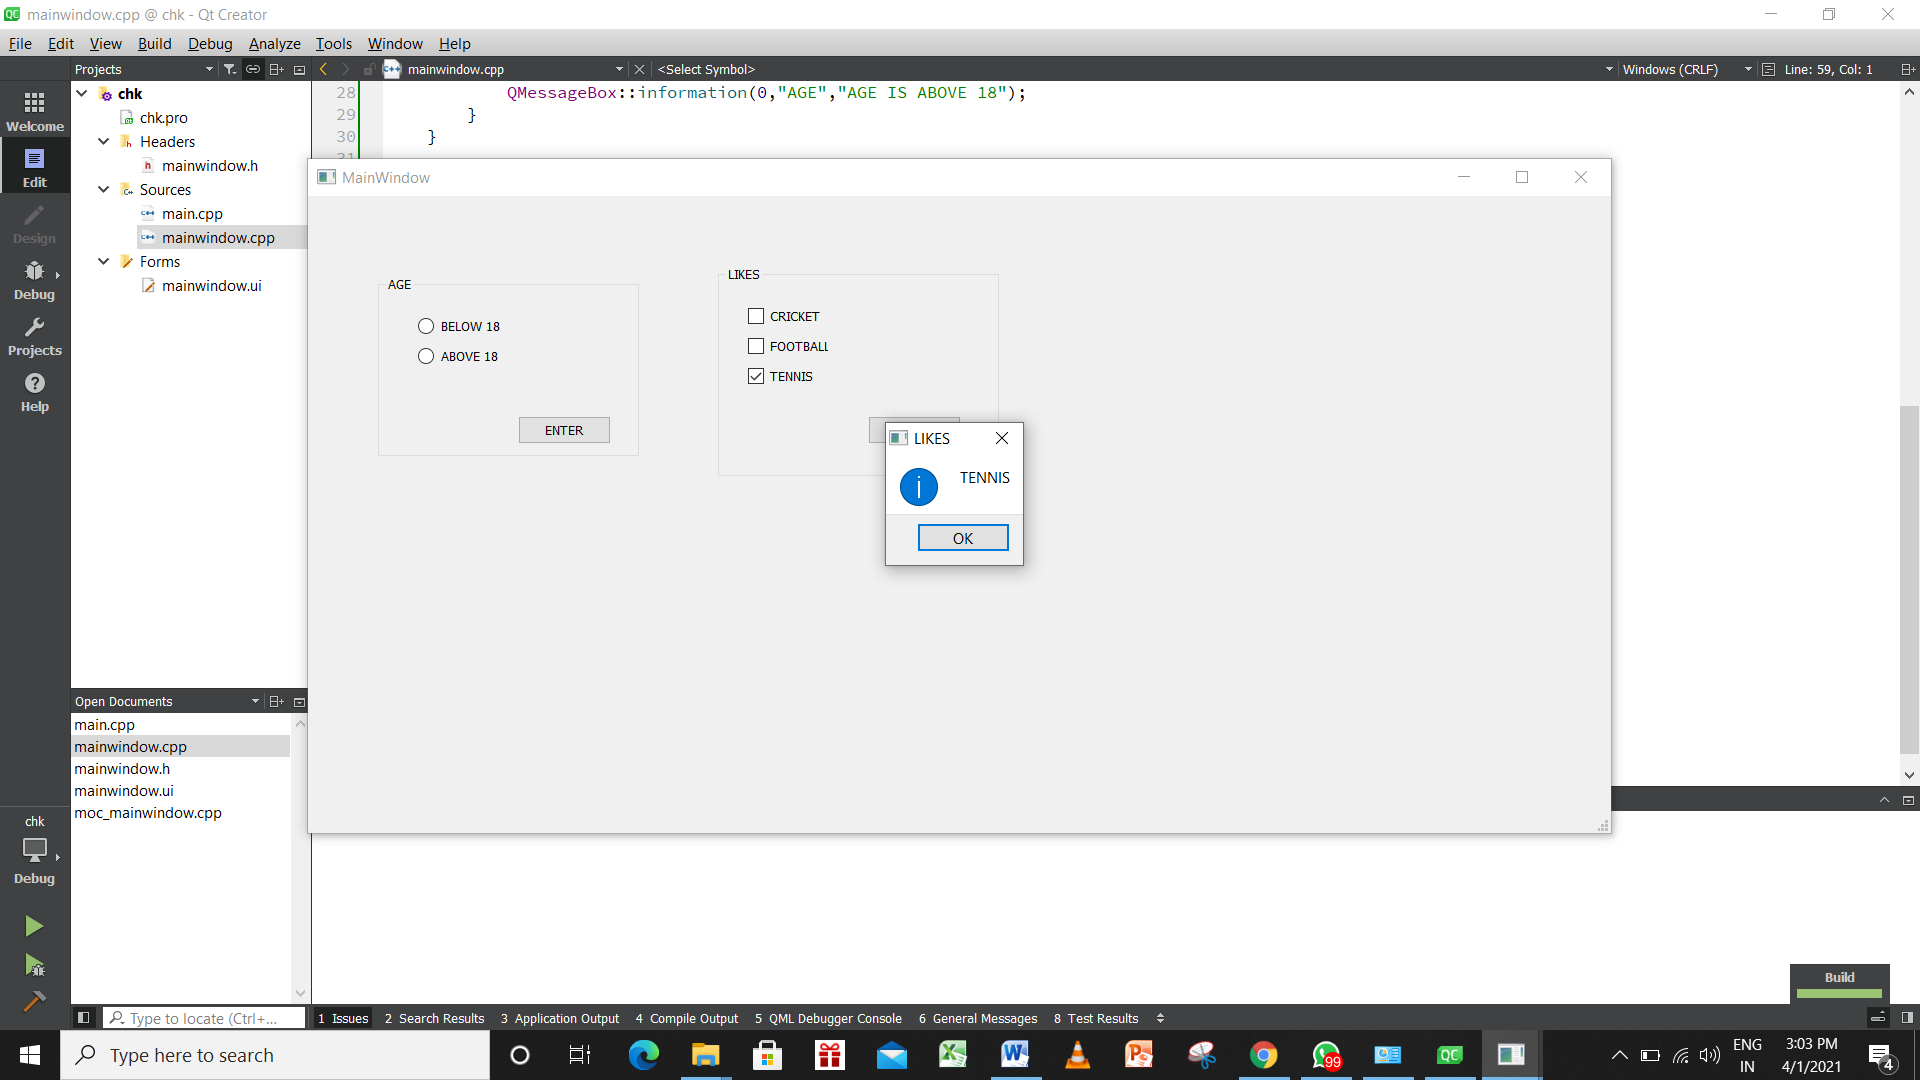 mainwindow.cpp @ chk - Qt Creator
File Edit View Build Debug Analyze Tools Window Help
Projects
mainwindow.cpp
<Select Symbol>
Windows (CRLF)
Line: 59, Col: 1
Welcome
Edit
Design
Debug
Projects
Help
chk
chk.pro
Headers
mainwindow.h
Sources
main.cpp
mainwindow.cpp
Forms
mainwindow.ui
28 QMessageBox::information(0,"AGE","AGE IS ABOVE 18");
29 }
30 }
31
MainWindow
AGE
BELOW 18
ABOVE 18
ENTER
LIKES
CRICKET
FOOTBALL
TENNIS
LIKES
TENNIS
OK
Open Documents
main.cpp
mainwindow.cpp
mainwindow.h
mainwindow.ui
moc_mainwindow.cpp
chk
Debug
Build
Type to locate (Ctrl+...
1 Issues
2 Search Results
3 Application Output
4 Compile Output
5 QML Debugger Console
6 General Messages
8 Test Results
Type here to search
99
ENG
IN
3:03 PM
4/1/2021
4